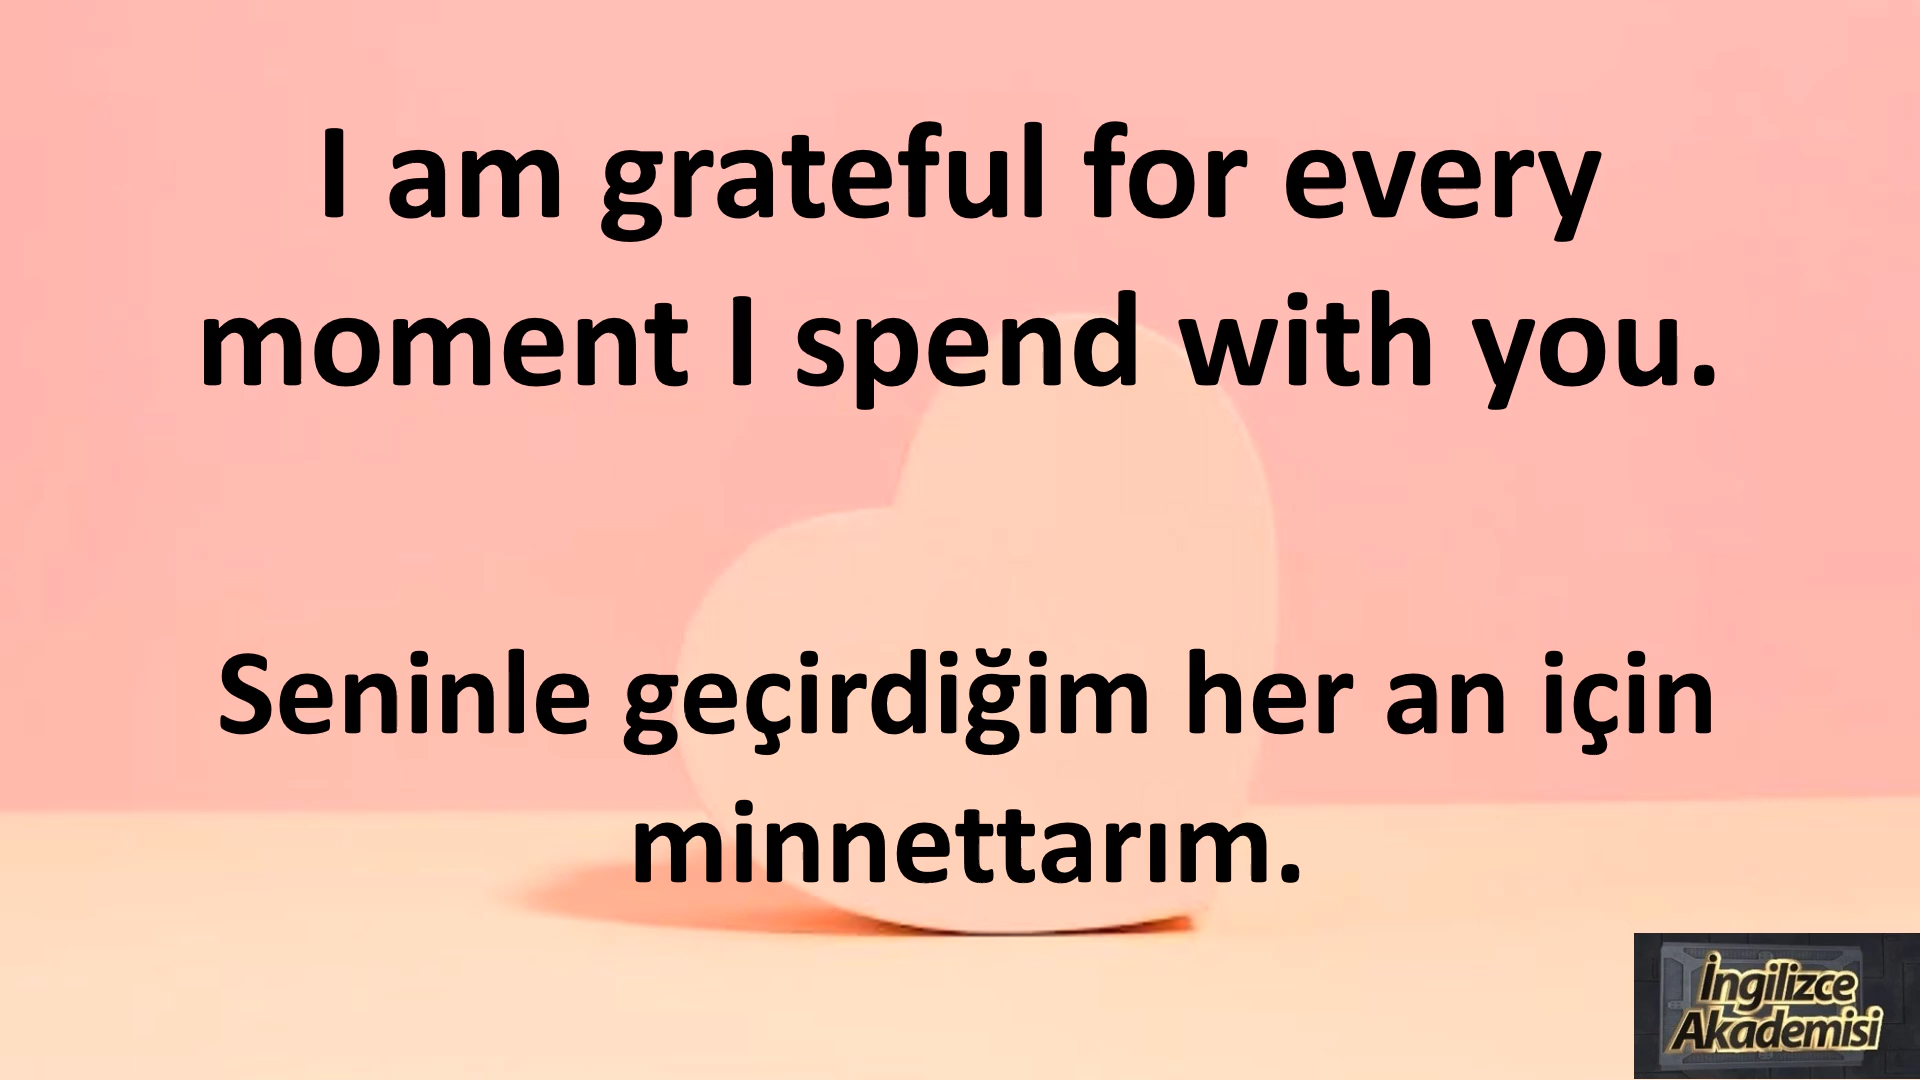 I am grateful for every
moment I spend with you.
Seninle geçirdiğim her an için
minnettarım.
İngilizce
Akademisi